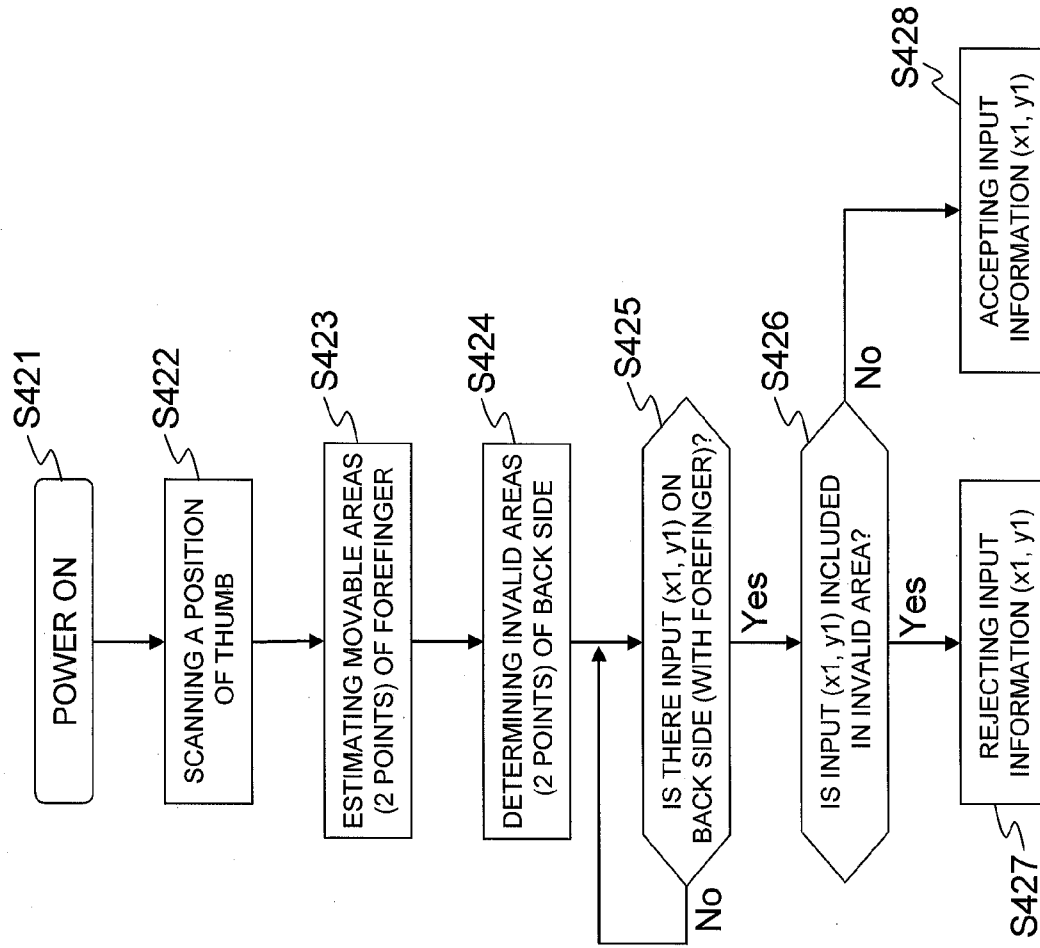 S421
POWER ON
S422
SCANNING A POSITION
OF THUMB
S423
ESTIMATING MOVABLE AREAS
(2 POINTS) OF FOREFINGER
S424
DETERMINING INVALID AREAS
(2 POINTS) OF BACK SIDE
S425
IS THERE INPUT (x1, y1) ON
BACK SIDE (WITH FOREFINGER)?
No
Yes
S426
IS INPUT (x1, y1) INCLUDED
IN INVALID AREA?
No
Yes
S427
REJECTING INPUT
INFORMATION (x1, y1)
S428
ACCEPTING INPUT
INFORMATION (x1, y1)